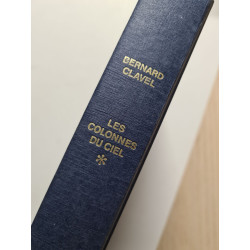 BERNARD
CLAVEL
LES
COLONNES
DU CIEL
*